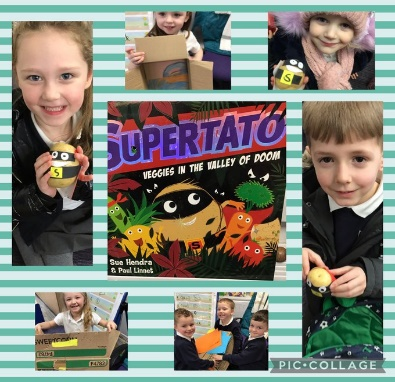 S
S
SUPERTATO
VEGGIES IN THE VALLEY OF DOOM
S
Sue Hendra
& Paul Linnet
PIC•COLLAGE